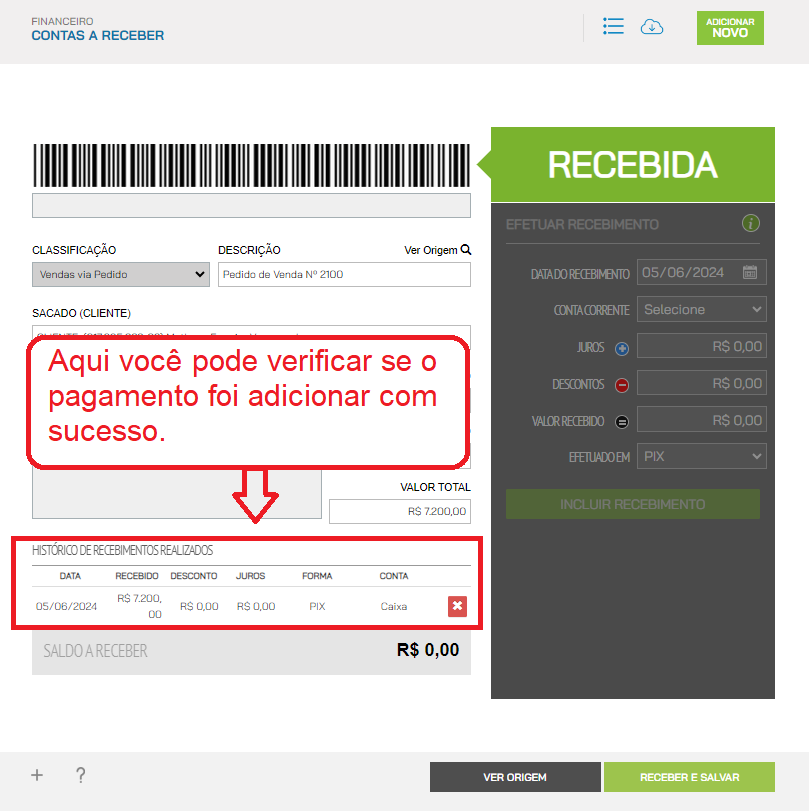 FINANCEIRO
CONTAS A RECEBER
ADICIONAR
NOVO
RECEBIDA
EFETUAR RECEBIMENTO
CLASSIFICAÇÃO
DESCRIÇÃO
Ver Origem
Vendas via Pedido
Pedido de Venda Nº 2100
DATA DO RECEBIMENTO 05/06/2024
CONTA CORRENTE Selecione
JUROS R$ 0,00
DESCONTOS R$ 0,00
VALOR RECEBIDO R$ 0,00
EFETUADO EM PIX
INCLUIR RECEBIMENTO
SACADO (CLIENTE)
Aqui você pode verificar se o
pagamento foi adicionar com
sucesso.
VALOR TOTAL
R$ 7.200,00
HISTÓRICO DE RECEBIMENTOS REALIZADOS
DATA RECEBIDO DESCONTO JUROS FORMA CONTA
05/06/2024 R$ 7.200, R$ 0,00 R$ 0,00 PIX Caixa
00
SALDO A RECEBER R$ 0,00
+ ?
VER ORIGEM
RECEBER E SALVAR